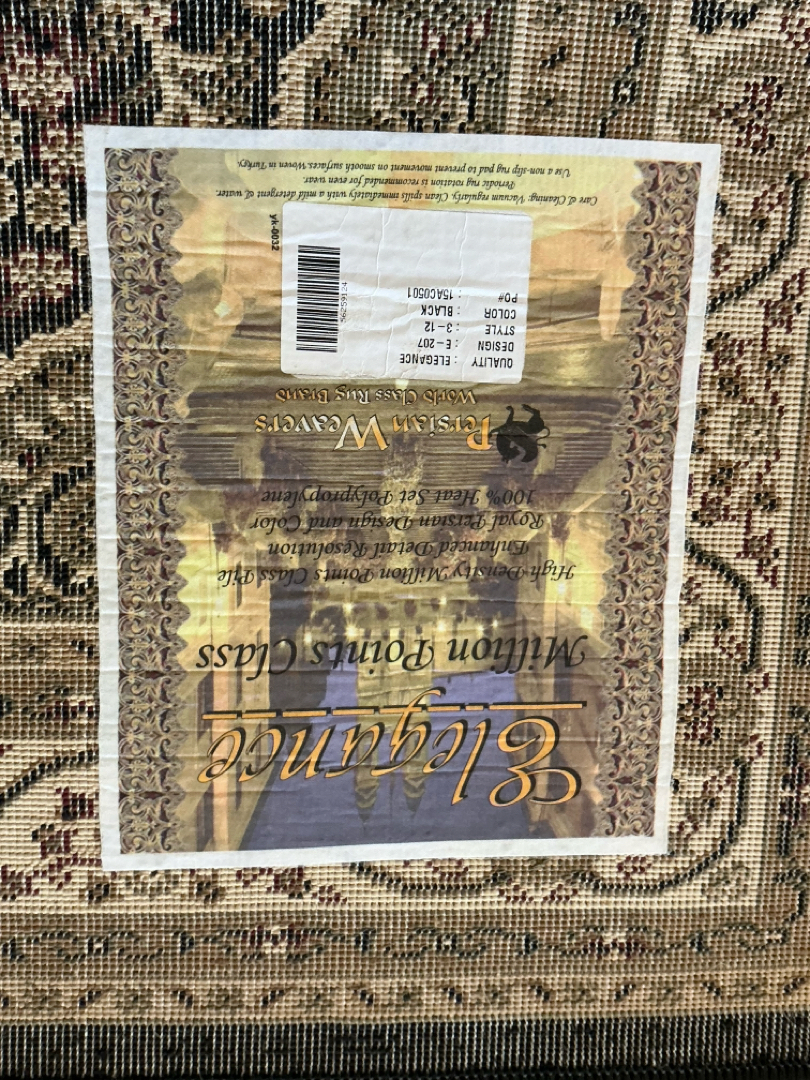 Elegance
Million Points Class
High Density Million Points Class Pile
Enhanced Detail Resolution
Royal Persian Design and Color
100% Heat Set Polypropylene
Persian Weavers
World Class Rug Brand
QUALITY : ELEGANCE
DESIGN : E-207
STYLE : 3-12
COLOR : BLACK
PO# : 15AC0501
56259124
yk-0032
Care & Cleaning: Vacuum regularly. Clean spills immediately with a mild detergent & water.
Periodic rug rotation is recommended for even wear.
Use a non-slip rug pad to prevent movement on smooth surfaces. Woven in Turkey.